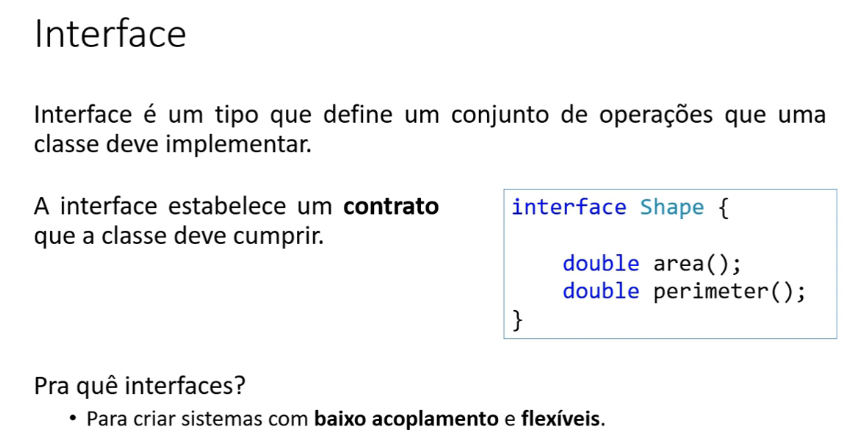 Interface
Interface é um tipo que define um conjunto de operações que uma
classe deve implementar.
A interface estabelece um contrato
que a classe deve cumprir.
interface Shape {
double area();
double perimeter();
}
Pra quê interfaces?
• Para criar sistemas com baixo acoplamento e flexíveis.